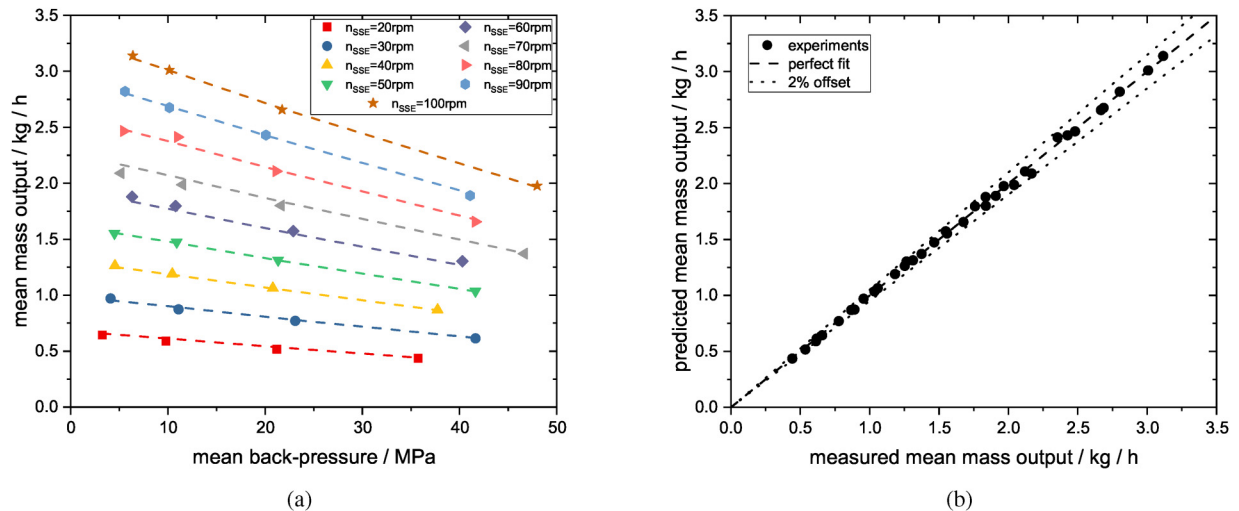 3.5
3.0
2.5
2.0
1.5
1.0
0.5
0.0
mean mass output / kg / h
n_SSE=20rpm
n_SSE=30rpm
n_SSE=40rpm
n_SSE=50rpm
n_SSE=60rpm
n_SSE=70rpm
n_SSE=80rpm
n_SSE=90rpm
n_SSE=100rpm
0 10 20 30 40 50
mean back-pressure / MPa
(a)
3.5
3.0
2.5
2.0
1.5
1.0
0.5
0.0
predicted mean mass output / kg / h
experiments
perfect fit
2% offset
0.0 0.5 1.0 1.5 2.0 2.5 3.0 3.5
measured mean mass output / kg / h
(b)